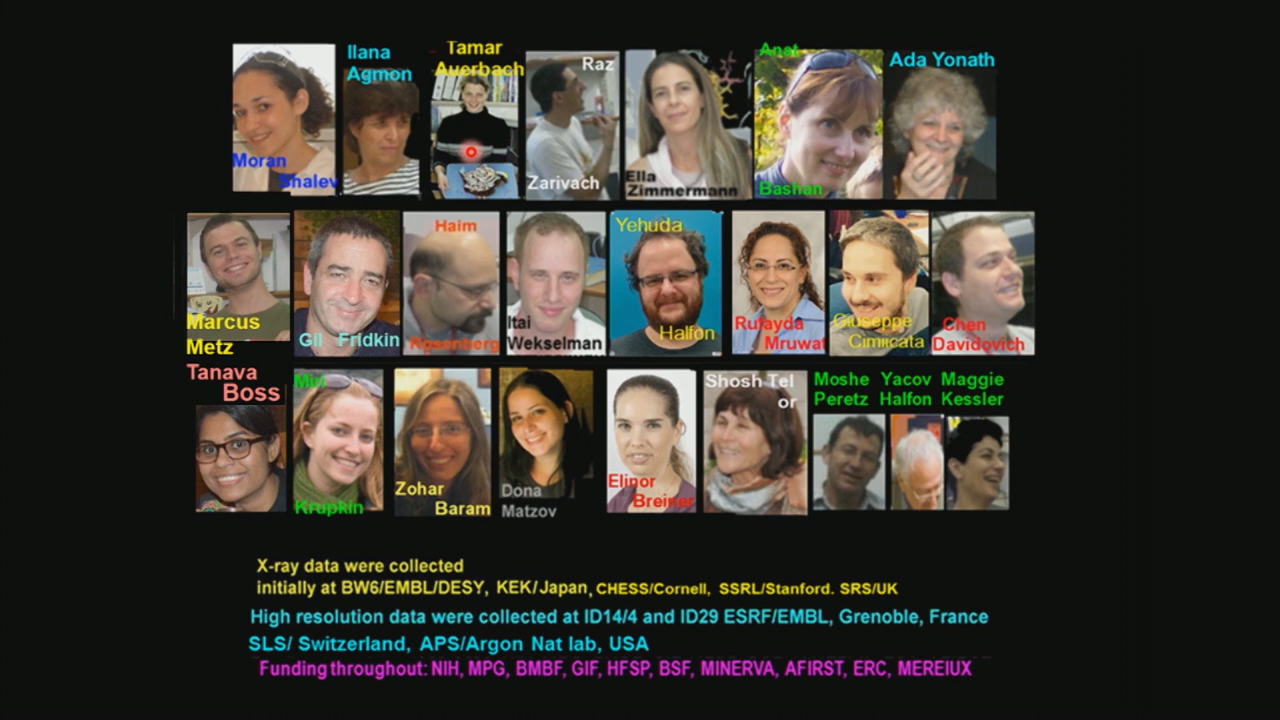 Ilana
Agmon
Tamar
Auerbach
Raz
Anat
Ada Yonath
Moran
Shalev
Zarivach
Ella
Zimmermann
Bashan
Haim
Yehuda
Marcus
Metz
Gil Fridkin
Rosenberg
Itai
Wekselman
Halfon
Rufayda
Mruwat
Giuseppe
Cimiicata
Chen
Davidovich
Tanava
Boss
Miri
Krupkin
Zohar
Baram
Dona
Matzov
Elinor
Breiner
Shosh Tel
or
Moshe Yacov Maggie
Peretz Halfon Kessler
X-ray data were collected
initially at BW6/EMBL/DESY, KEK/Japan, CHESS/Cornell, SSRL/Stanford. SRS/UK
High resolution data were collected at ID14/4 and ID29 ESRF/EMBL, Grenoble, France
SLS/ Switzerland, APS/Argon Nat lab, USA
Funding throughout: NIH, MPG, BMBF, GIF, HFSP, BSF, MINERVA, AFIRST, ERC, MEREIUX